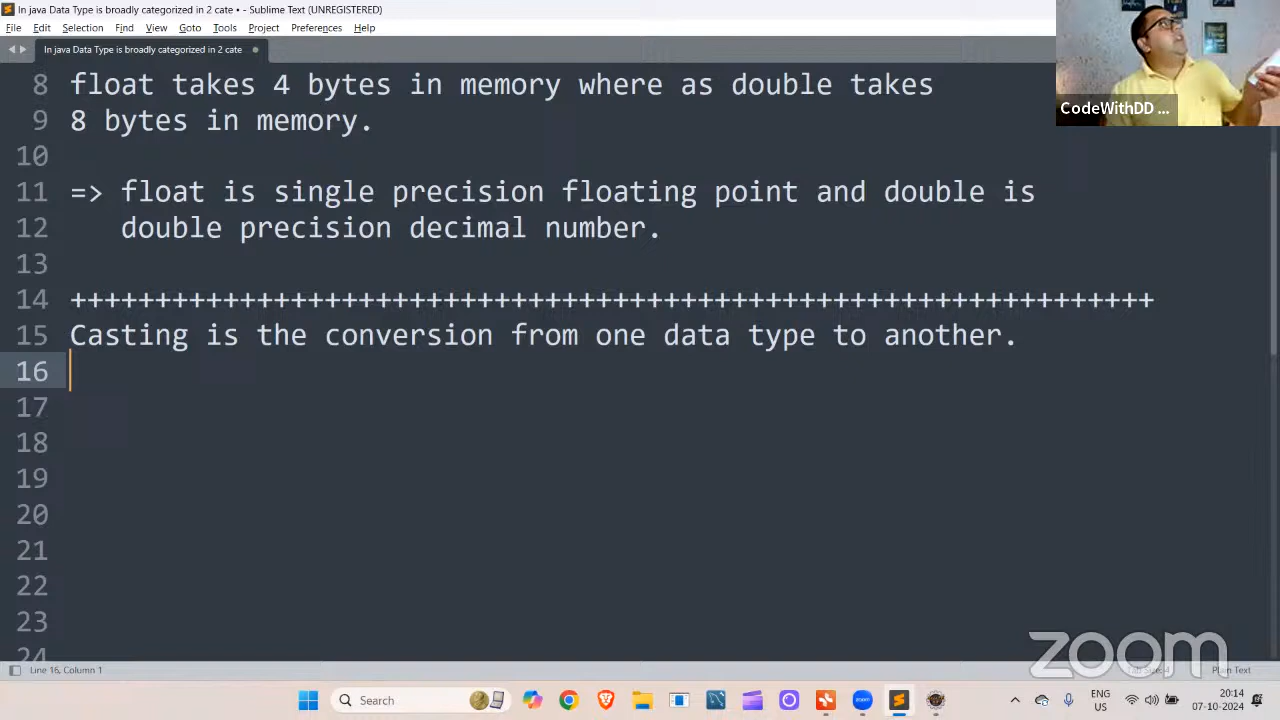 In java Data Type is broadly categorized in 2 cate • - Sublime Text (UNREGISTERED)
File Edit Selection Find View Goto Tools Project Preferences Help
In java Data Type is broadly categorized in 2 cate
8 float takes 4 bytes in memory where as double takes
9 8 bytes in memory.
10
11 => float is single precision floating point and double is
12 double precision decimal number.
13
14 ++++++++++++++++++++++++++++++++++++++++++++++++++++++++++++++++
15 Casting is the conversion from one data type to another.
16
17
18
19
20
21
22
23
24
CodeWithDD ...
zoom
Line 16, Column 1
Tab Size: 4
Plain Text
Search
ENG
US
20:14
07-10-2024